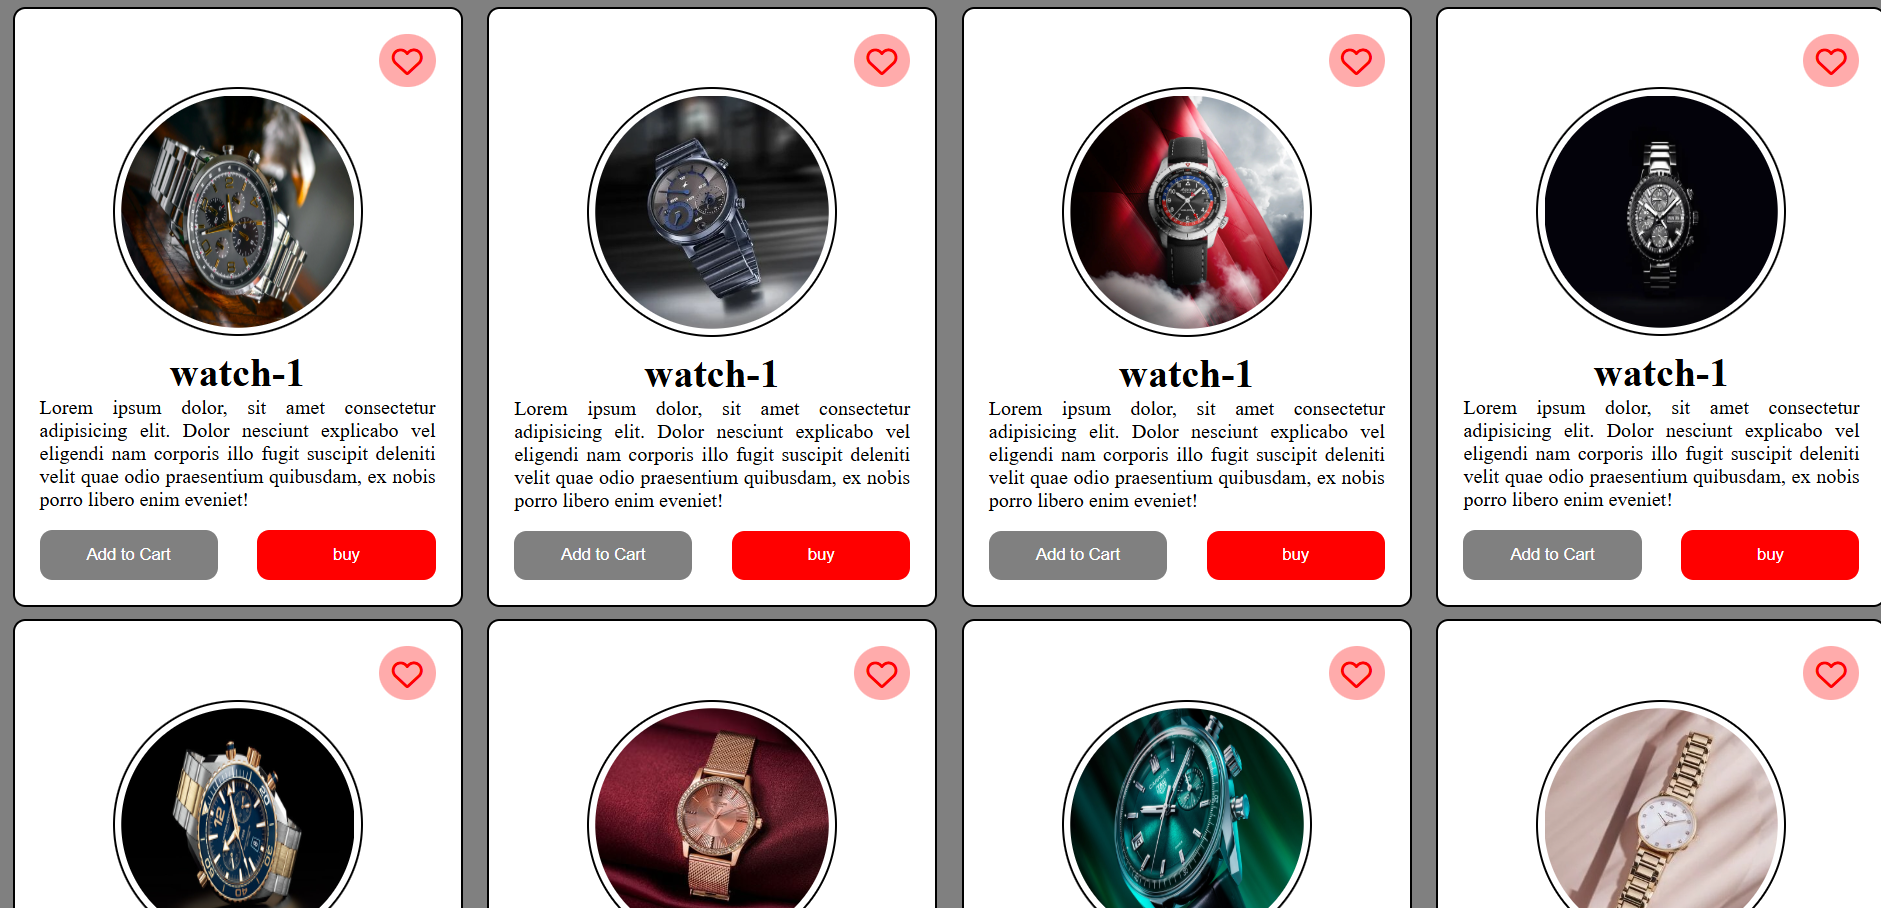 watch-1
Lorem ipsum dolor, sit amet consectetur
adipisicing elit. Dolor nesciunt explicabo vel
eligendi nam corporis illo fugit suscipit deleniti
velit quae odio praesentium quibusdam, ex nobis
porro libero enim eveniet!
Add to Cart
buy
watch-1
Lorem ipsum dolor, sit amet consectetur
adipisicing elit. Dolor nesciunt explicabo vel
eligendi nam corporis illo fugit suscipit deleniti
velit quae odio praesentium quibusdam, ex nobis
porro libero enim eveniet!
Add to Cart
buy
watch-1
Lorem ipsum dolor, sit amet consectetur
adipisicing elit. Dolor nesciunt explicabo vel
eligendi nam corporis illo fugit suscipit deleniti
velit quae odio praesentium quibusdam, ex nobis
porro libero enim eveniet!
Add to Cart
buy
watch-1
Lorem ipsum dolor, sit amet consectetur
adipisicing elit. Dolor nesciunt explicabo vel
eligendi nam corporis illo fugit suscipit deleniti
velit quae odio praesentium quibusdam, ex nobis
porro libero enim eveniet!
Add to Cart
buy